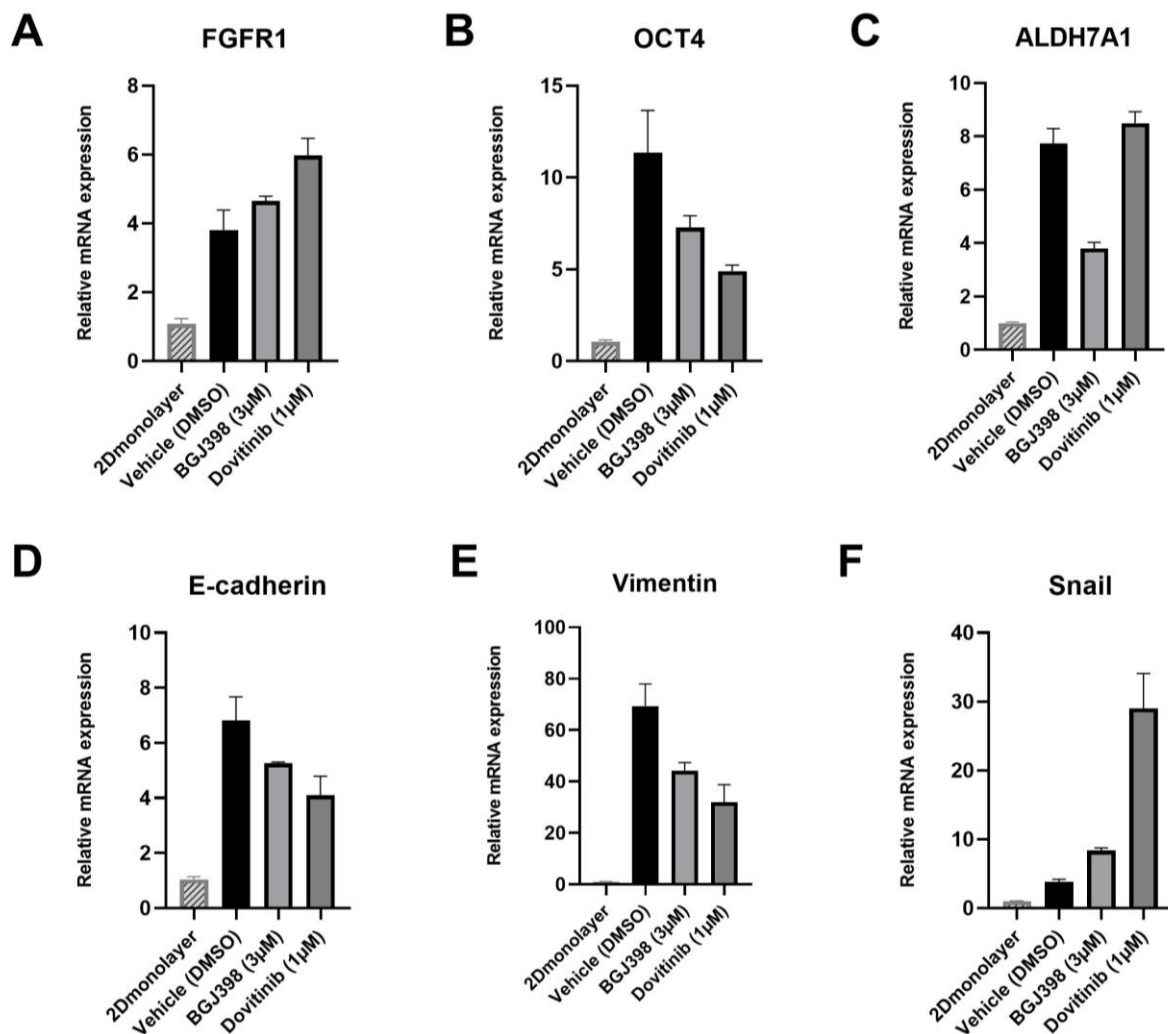 A
FGFR1
Relative mRNA expression
8
6
4
2
0
2Dmonolayer
Vehicle (DMSO)
BGJ398 (3µM)
Dovitinib (1µM)
B
OCT4
Relative mRNA expression
15
10
5
0
2Dmonolayer
Vehicle (DMSO)
BGJ398 (3µM)
Dovitinib (1µM)
C
ALDH7A1
Relative mRNA expression
10
8
6
4
2
0
2Dmonolayer
Vehicle (DMSO)
BGJ398 (3µM)
Dovitinib (1µM)
D
E-cadherin
Relative mRNA expression
10
8
6
4
2
0
2Dmonolayer
Vehicle (DMSO)
BGJ398 (3µM)
Dovitinib (1µM)
E
Vimentin
Relative mRNA expression
100
80
60
40
20
0
2Dmonolayer
Vehicle (DMSO)
BGJ398 (3µM)
Dovitinib (1µM)
F
Snail
Relative mRNA expression
40
30
20
10
0
2Dmonolayer
Vehicle (DMSO)
BGJ398 (3µM)
Dovitinib (1µM)